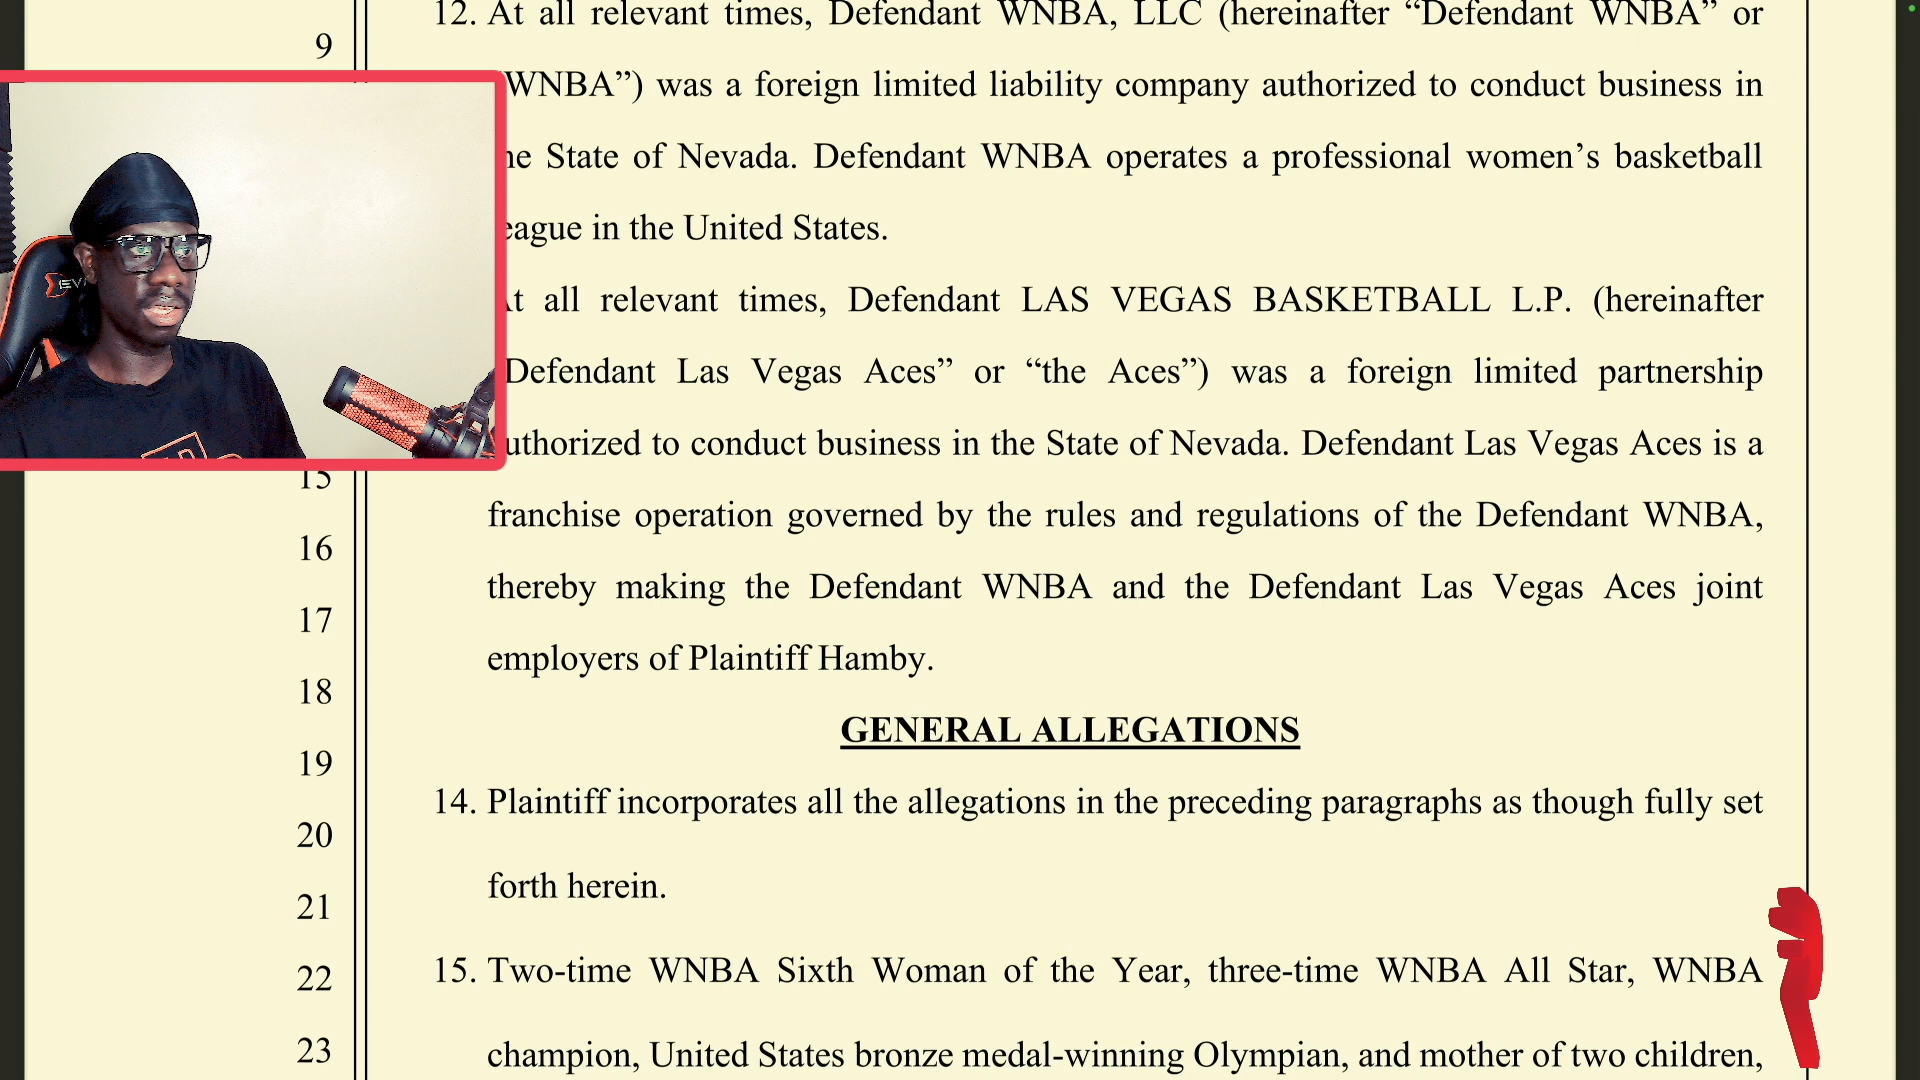 12. At all relevant times, Defendant WNBA, LLC (hereinafter “Defendant WNBA” or
9
WNBA”) was a foreign limited liability company authorized to conduct business in
he State of Nevada. Defendant WNBA operates a professional women’s basketball
eague in the United States.
t all relevant times, Defendant LAS VEGAS BASKETBALL L.P. (hereinafter
Defendant Las Vegas Aces” or “the Aces”) was a foreign limited partnership
uthorized to conduct business in the State of Nevada. Defendant Las Vegas Aces is a
15
franchise operation governed by the rules and regulations of the Defendant WNBA,
16
thereby making the Defendant WNBA and the Defendant Las Vegas Aces joint
17
employers of Plaintiff Hamby.
18
GENERAL ALLEGATIONS
19
14. Plaintiff incorporates all the allegations in the preceding paragraphs as though fully set
20
forth herein.
21
15. Two-time WNBA Sixth Woman of the Year, three-time WNBA All Star, WNBA
22
champion, United States bronze medal-winning Olympian, and mother of two children,
23